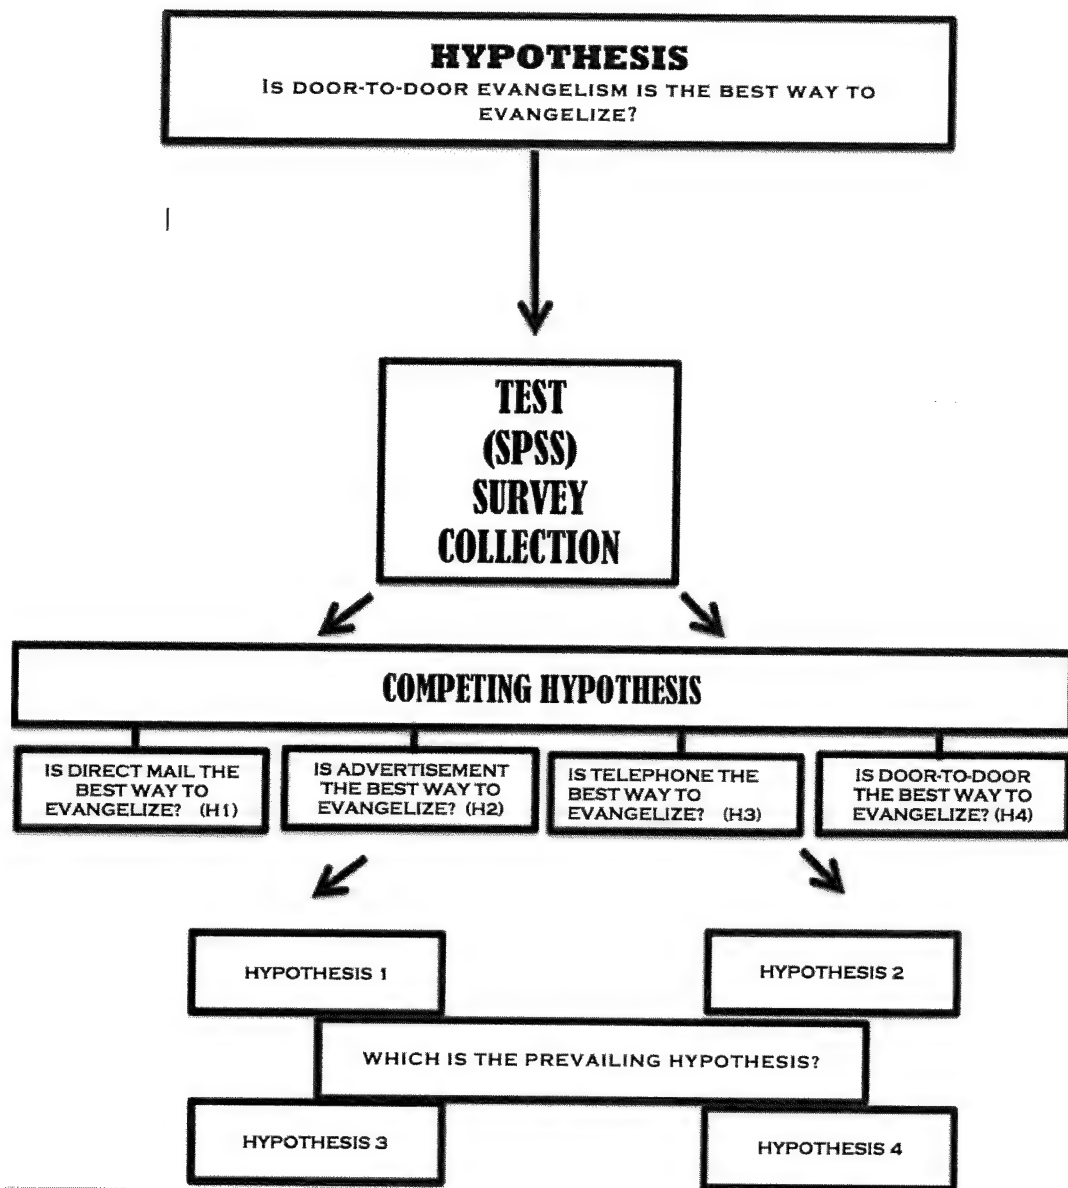 HYPOTHESIS
IS DOOR-TO-DOOR EVANGELISM IS THE BEST WAY TO
EVANGELIZE?
TEST
(SPSS)
SURVEY
COLLECTION
COMPETING HYPOTHESIS
IS DIRECT MAIL THE
BEST WAY TO
EVANGELIZE? (H1)
IS ADVERTISEMENT
THE BEST WAY TO
EVANGELIZE? (H2)
IS TELEPHONE THE
BEST WAY TO
EVANGELIZE? (H3)
IS DOOR-TO-DOOR
THE BEST WAY TO
EVANGELIZE? (H4)
HYPOTHESIS 1
HYPOTHESIS 2
WHICH IS THE PREVAILING HYPOTHESIS?
HYPOTHESIS 3
HYPOTHESIS 4